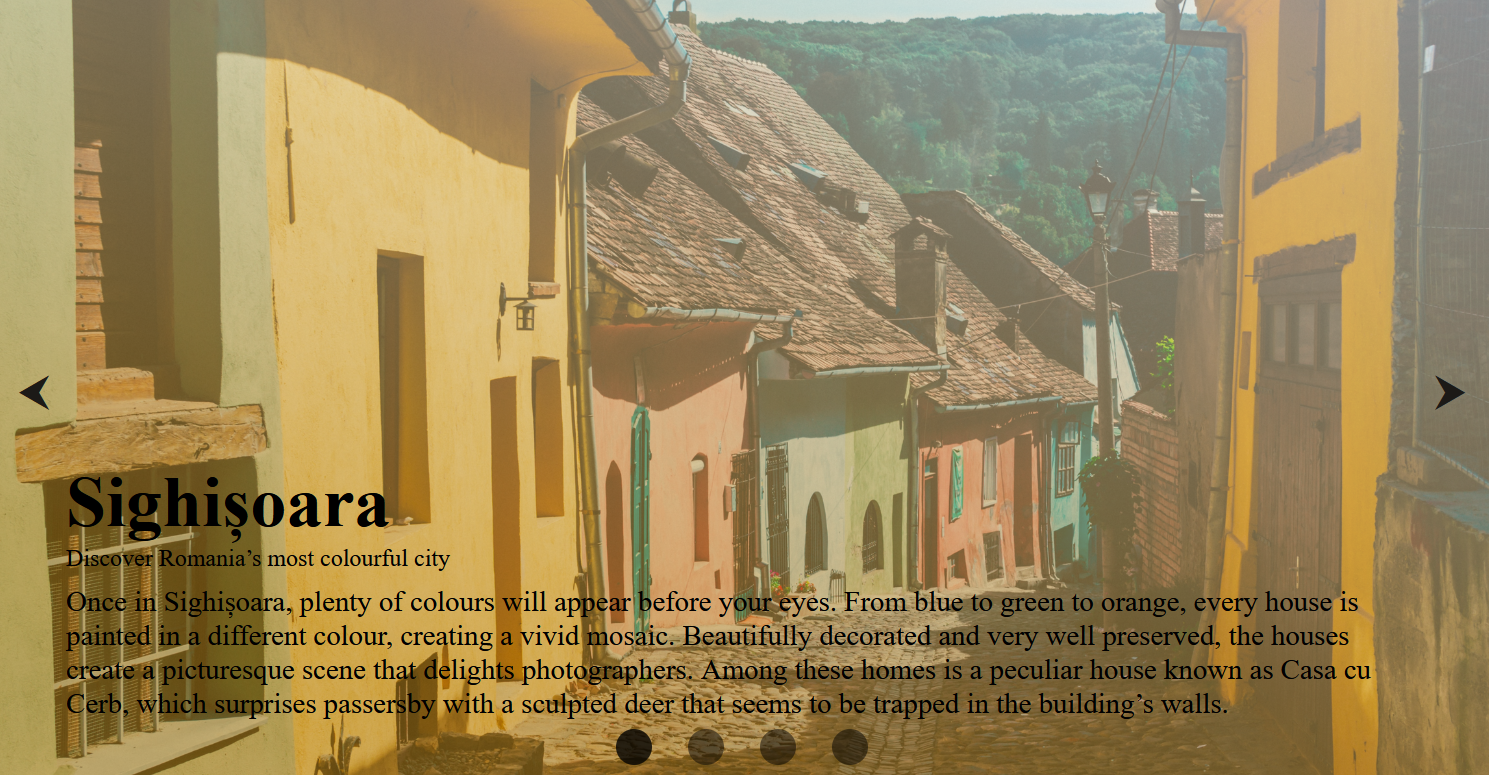 Sighișoara
Discover Romania’s most colourful city
Once in Sighișoara, plenty of colours will appear before your eyes. From blue to green to orange, every house is
painted in a different colour, creating a vivid mosaic. Beautifully decorated and very well preserved, the houses
create a picturesque scene that delights photographers. Among these homes is a peculiar house known as Casa cu
Cerb, which surprises passersby with a sculpted deer that seems to be trapped in the building’s walls.